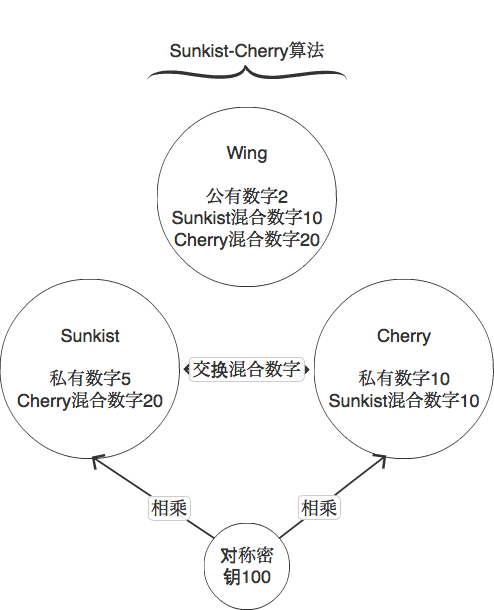 Sunkist-Cherry算法
Wing
公有数字2
Sunkist混合数字10
Cherry混合数字20
Sunkist
私有数字5
Cherry混合数字20
交换混合数字
Cherry
私有数字10
Sunkist混合数字10
相乘
相乘
对称密
钥100